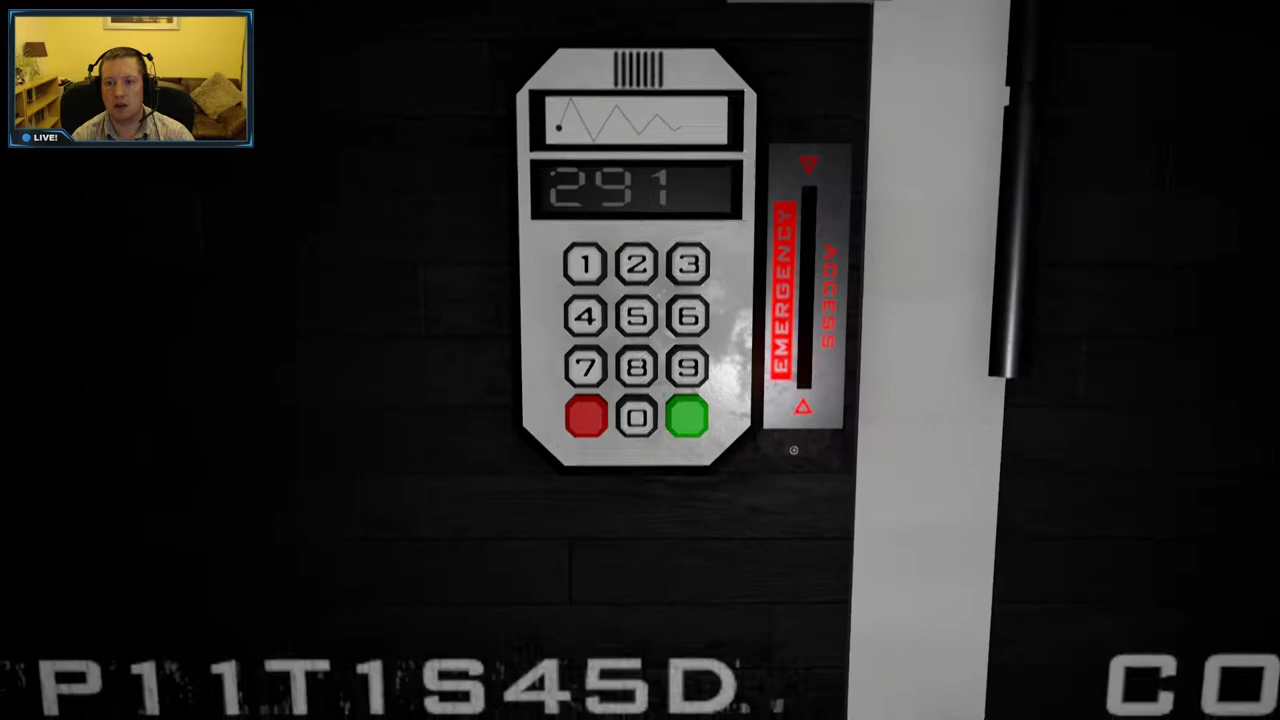 LIVE!
291
EMERGENCY
ACCESS
1 2 3
4 5 6
7 8 9
0
P11T1S45D
CO